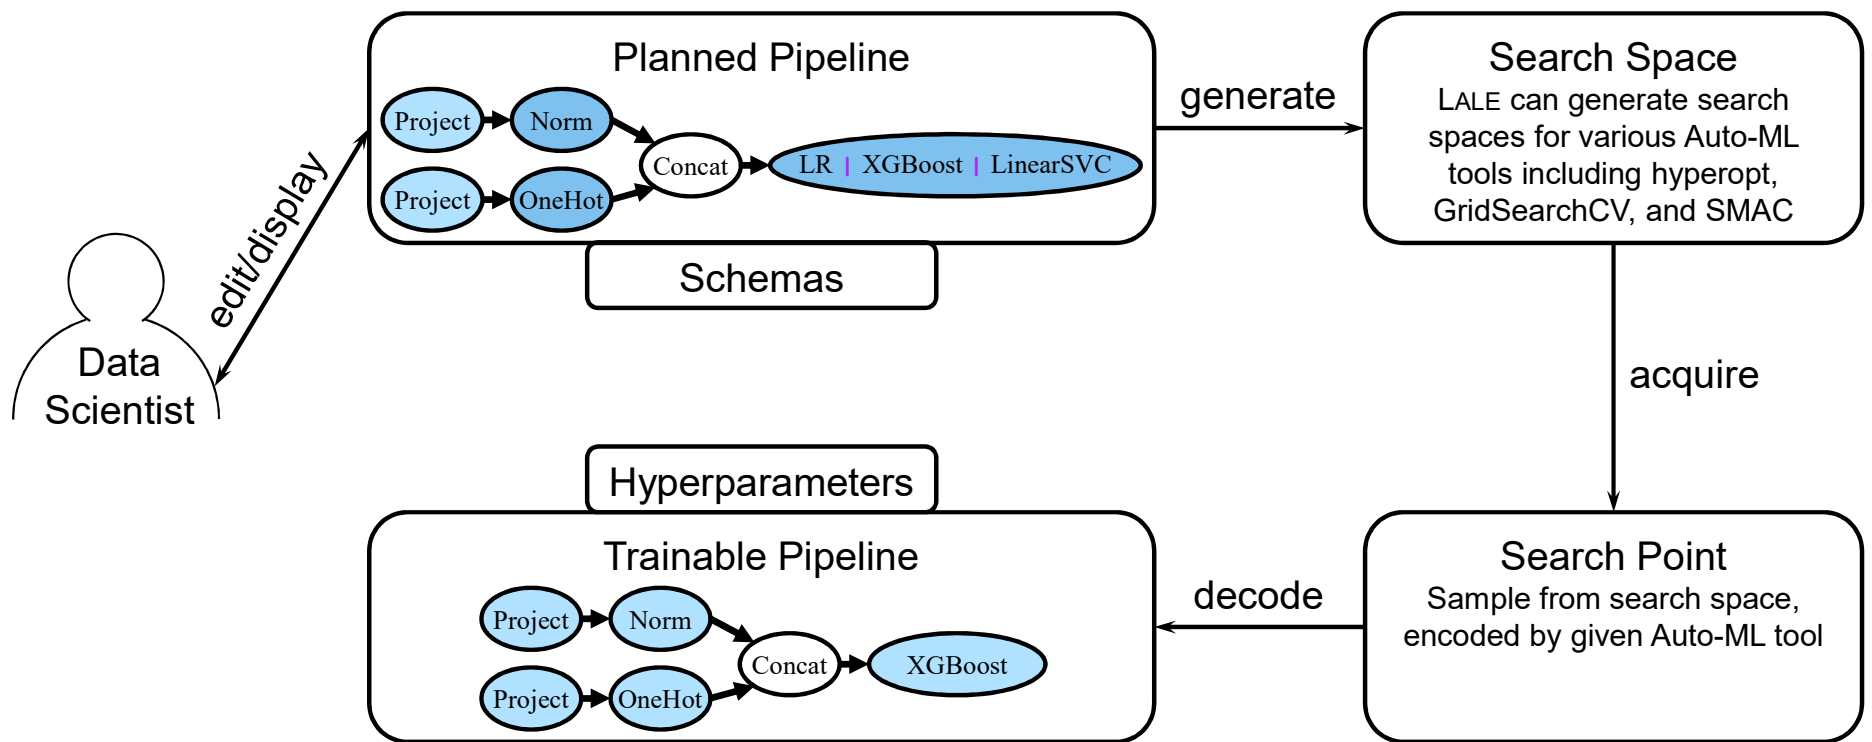 Planned Pipeline
Project
Norm
Project
OneHot
Concat
LR | XGBoost | LinearSVC
Schemas
generate
Search Space
LALE can generate search
spaces for various Auto-ML
tools including hyperopt,
GridSearchCV, and SMAC
edit/display
Data
Scientist
acquire
Hyperparameters
Trainable Pipeline
Project
Norm
Project
OneHot
Concat
XGBoost
decode
Search Point
Sample from search space,
encoded by given Auto-ML tool